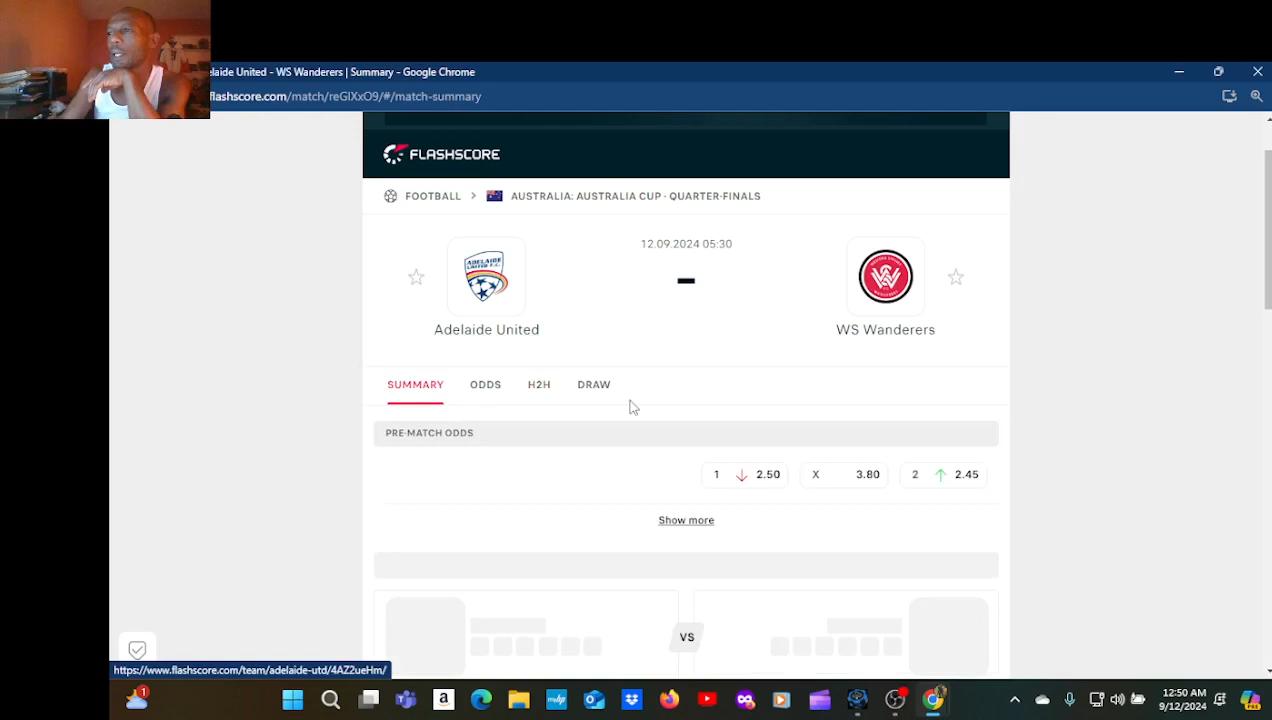 elaide United - WS Wanderers | Summary - Google Chrome
flashscore.com/match/reGIXxO9/#/match-summary
FLASHSCORE
FOOTBALL > AUSTRALIA: AUSTRALIA CUP - QUARTER-FINALS
12.09.2024 05:30
-
Adelaide United
WS Wanderers
SUMMARY ODDS H2H DRAW
PRE-MATCH ODDS
1 2.50 X 3.80 2 2.45
Show more
VS
https://www.flashscore.com/team/adelaide-utd/4AZ2ueHm/
1
12:50 AM
9/12/2024